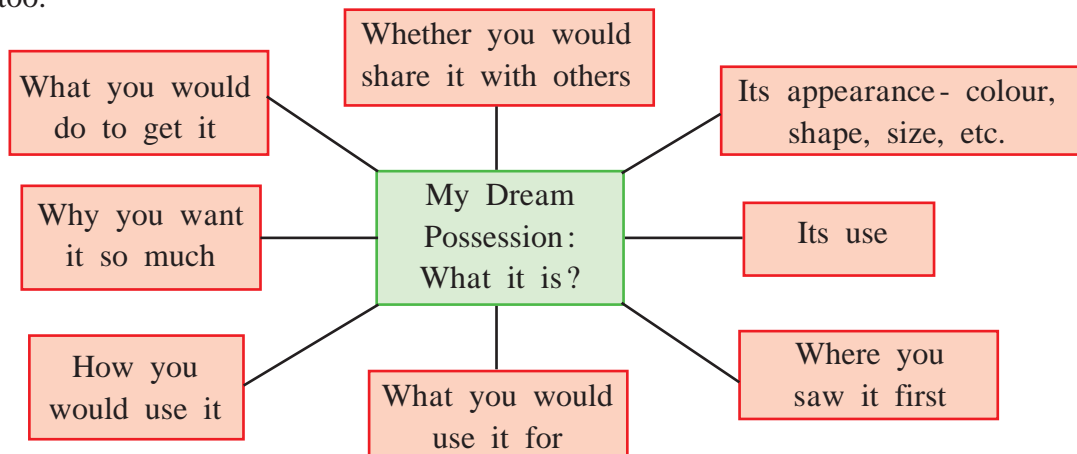 too.
Whether you would
share it with others
What you would
do to get it
Its appearance - colour,
shape, size, etc.
My Dream
Possession:
What it is?
Why you want
it so much
Its use
How you
would use it
What you would
use it for
Where you
saw it first